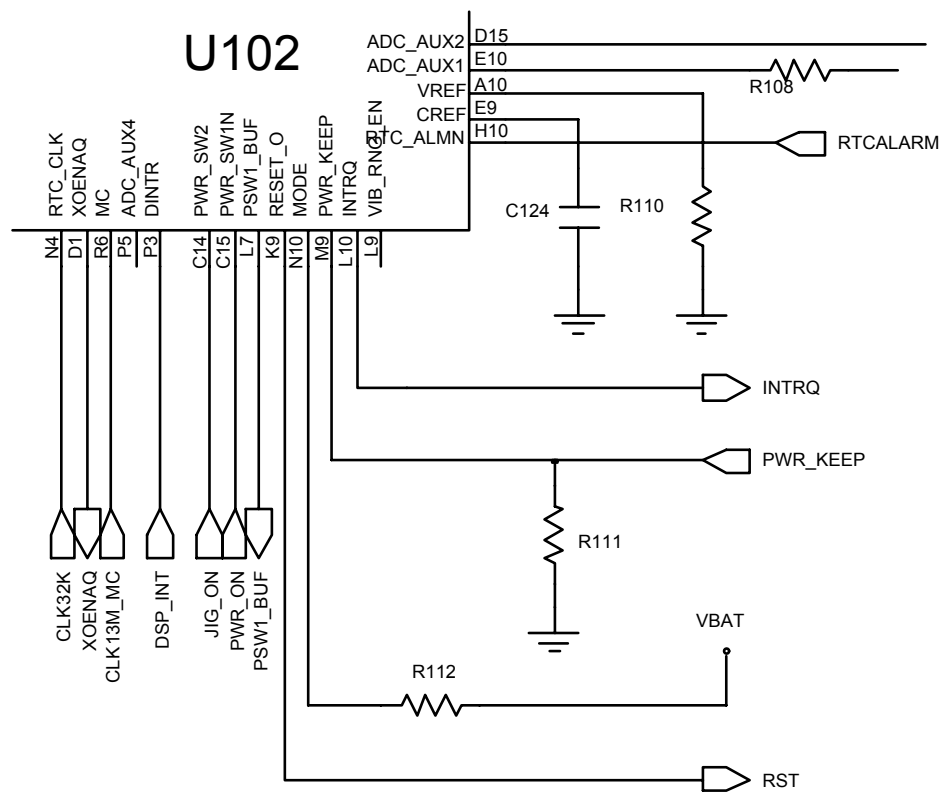 U102
ADC_AUX2
D15
ADC_AUX1
E10
R108
VREF
A10
CREF
E9
RTC_ALMN
H10
RTCALARM
RTC_CLK
XOENAQ
MC
ADC_AUX4
DINTR
PWR_SW2
PWR_SW1N
PSW1_BUF
RESET_O
MODE
PWR_KEEP
INTRQ
VIB_RNG_EN
C124
R110
N4
D1
R6
P5
P3
C14
C15
L7
K9
N10
M9
L10
L9
INTRQ
PWR_KEEP
R111
CLK32K
XOENAQ
CLK13M_MC
DSP_INT
JIG_ON
PWR_ON
PSW1_BUF
VBAT
R112
RST